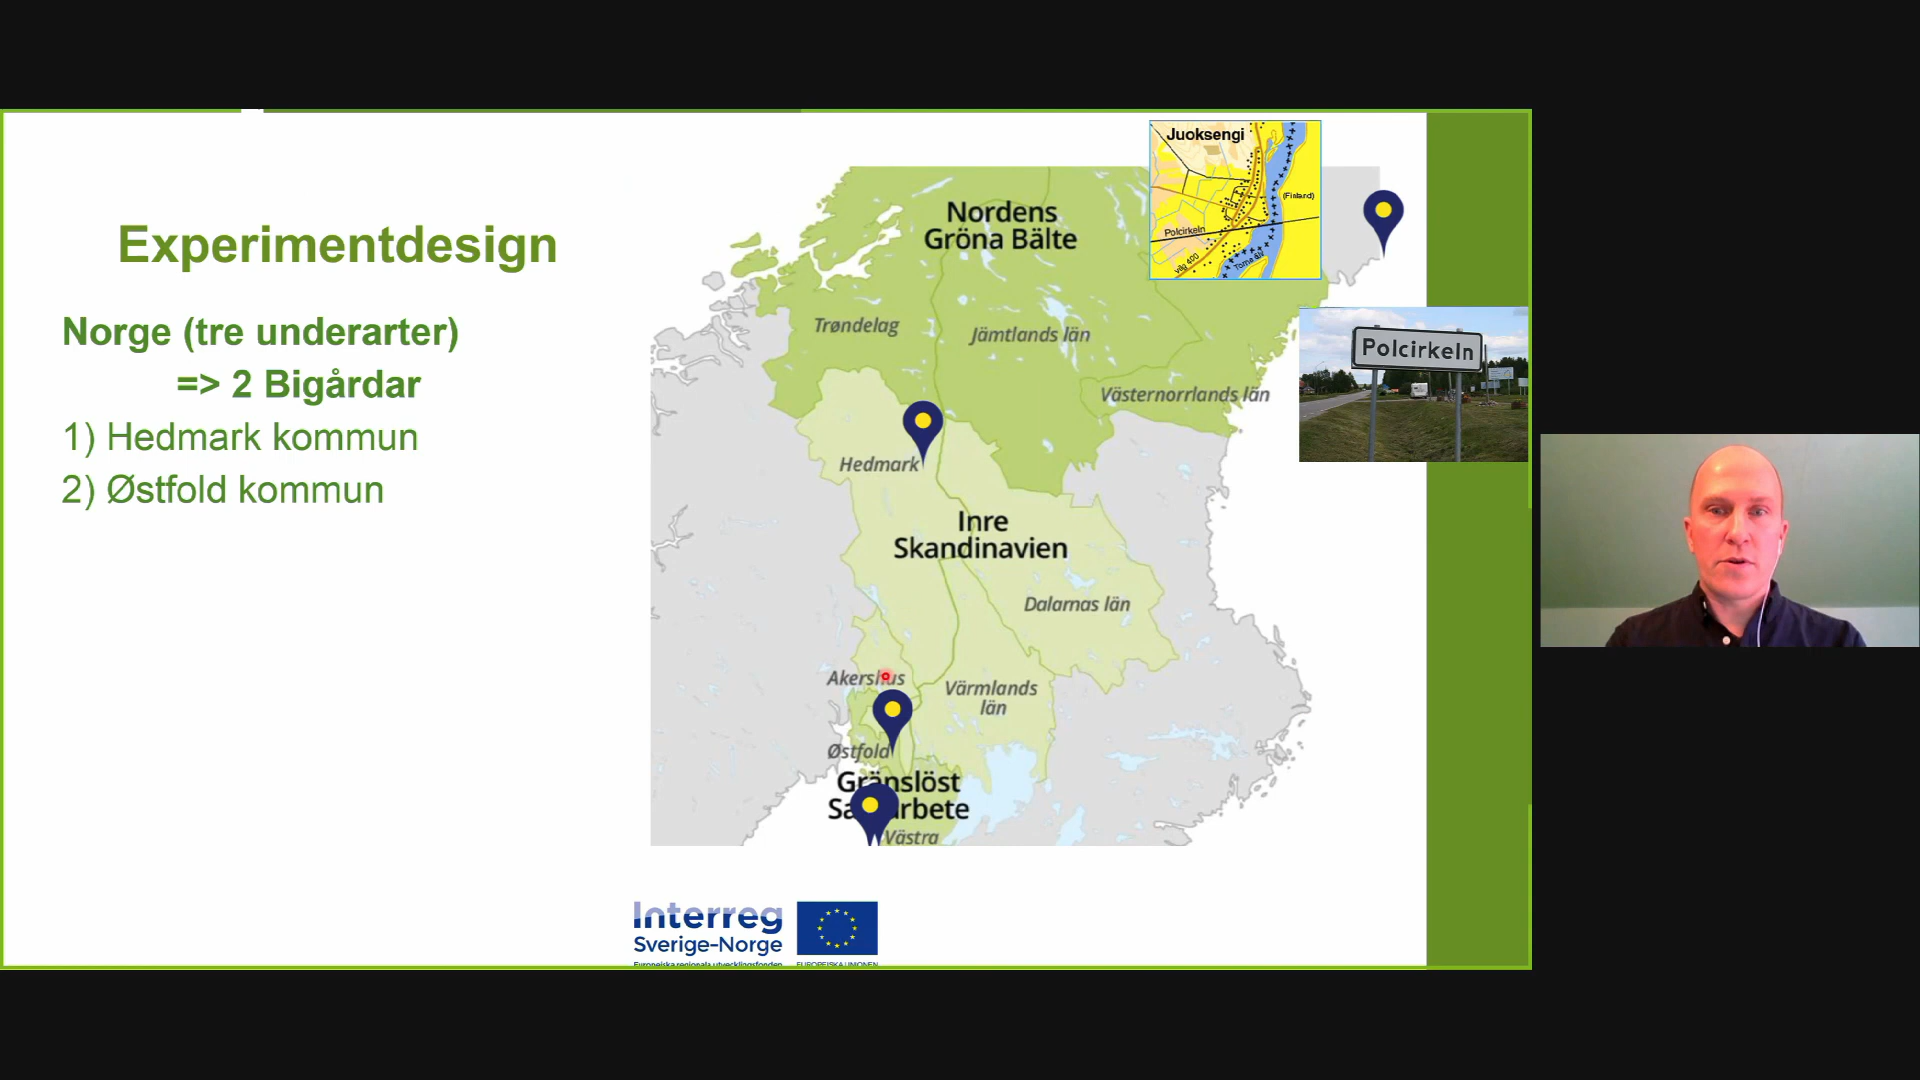 Experimentdesign
Norge (tre underarter)
=> 2 Bigårdar
1) Hedmark kommun
2) Østfold kommun
Juoksengi
(Finland)
Polcirkeln
väg 400
Torne älv
Nordens
Gröna Bälte
Trøndelag
Jämtlands län
Västernorrlands län
Polcirkeln
Hedmark
Inre
Skandinavien
Dalarnas län
Akershus
Värmlands
län
Østfold
Gränslöst
Västra
Interreg
Sverige-Norge
Europeiska regionala utvecklingsfonden
EUROPEISKA UNIONEN